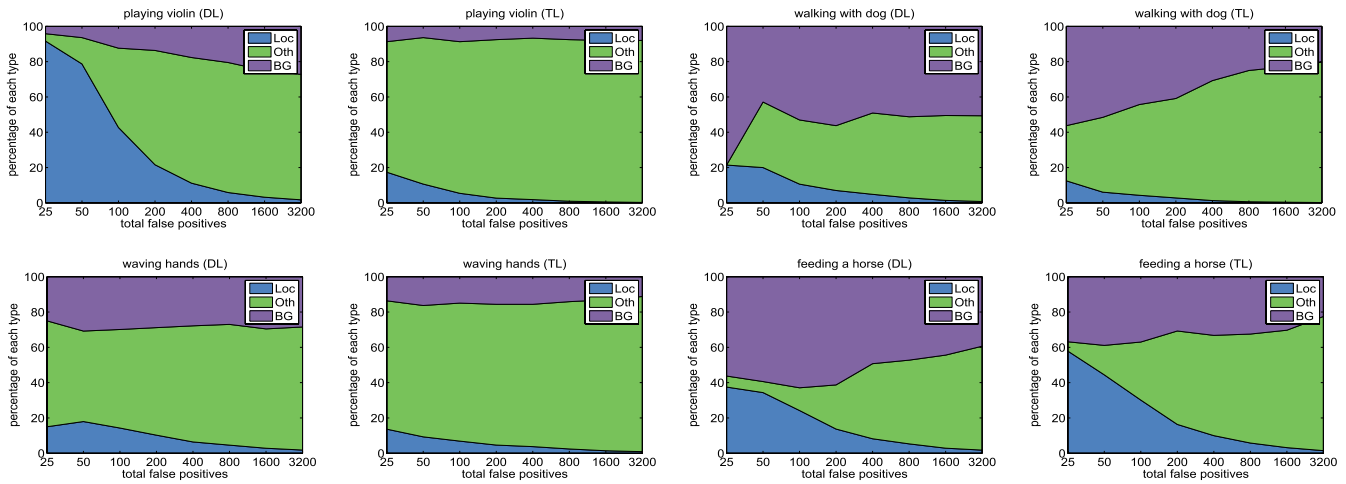 playing violin (DL)
percentage of each type
100
80
60
40
20
0
25 50 100 200 400 800 1600 3200
total false positives
Loc
Oth
BG
playing violin (TL)
percentage of each type
100
80
60
40
20
0
25 50 100 200 400 800 1600 3200
total false positives
Loc
Oth
BG
walking with dog (DL)
percentage of each type
100
80
60
40
20
0
25 50 100 200 400 800 1600 3200
total false positives
Loc
Oth
BG
walking with dog (TL)
percentage of each type
100
80
60
40
20
0
25 50 100 200 400 800 1600 3200
total false positives
Loc
Oth
BG
waving hands (DL)
percentage of each type
100
80
60
40
20
0
25 50 100 200 400 800 1600 3200
total false positives
Loc
Oth
BG
waving hands (TL)
percentage of each type
100
80
60
40
20
0
25 50 100 200 400 800 1600 3200
total false positives
Loc
Oth
BG
feeding a horse (DL)
percentage of each type
100
80
60
40
20
0
25 50 100 200 400 800 1600 3200
total false positives
Loc
Oth
BG
feeding a horse (TL)
percentage of each type
100
80
60
40
20
0
25 50 100 200 400 800 1600 3200
total false positives
Loc
Oth
BG